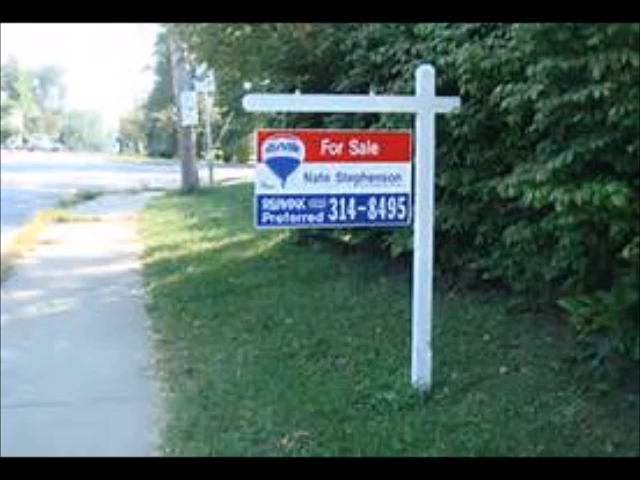 RE/MAX
For Sale
Nate Stephenson
RE/MAX
Preferred 314-8495